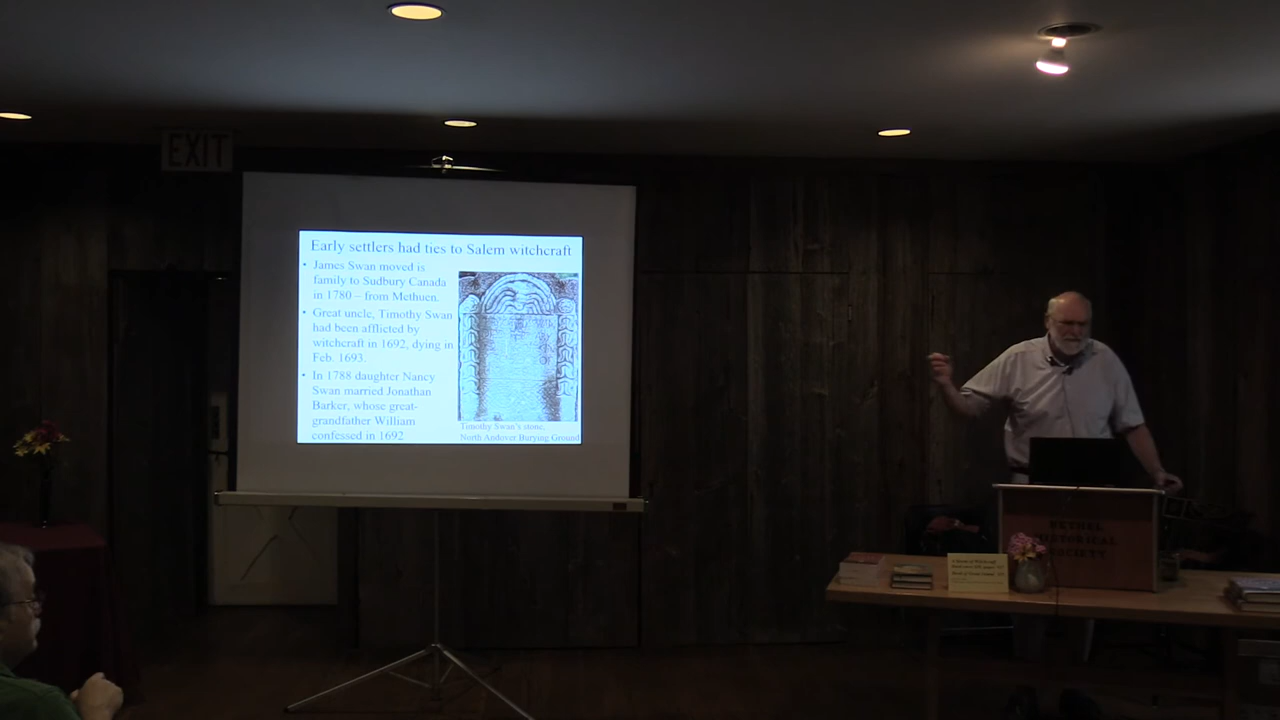 EXIT
Early settlers had ties to Salem witchcraft
• James Swan moved is
family to Sudbury Canada
in 1780 – from Methuen.
• Great uncle, Timothy Swan
had been afflicted by
witchcraft in 1692, dying in
Feb. 1693.
• In 1788 daughter Nancy
Swan married Jonathan
Barker, whose great-
grandfather William
confessed in 1692
Timothy Swan's stone,
North Andover Burying Ground
BETHEL
HISTORICAL
SOCIETY